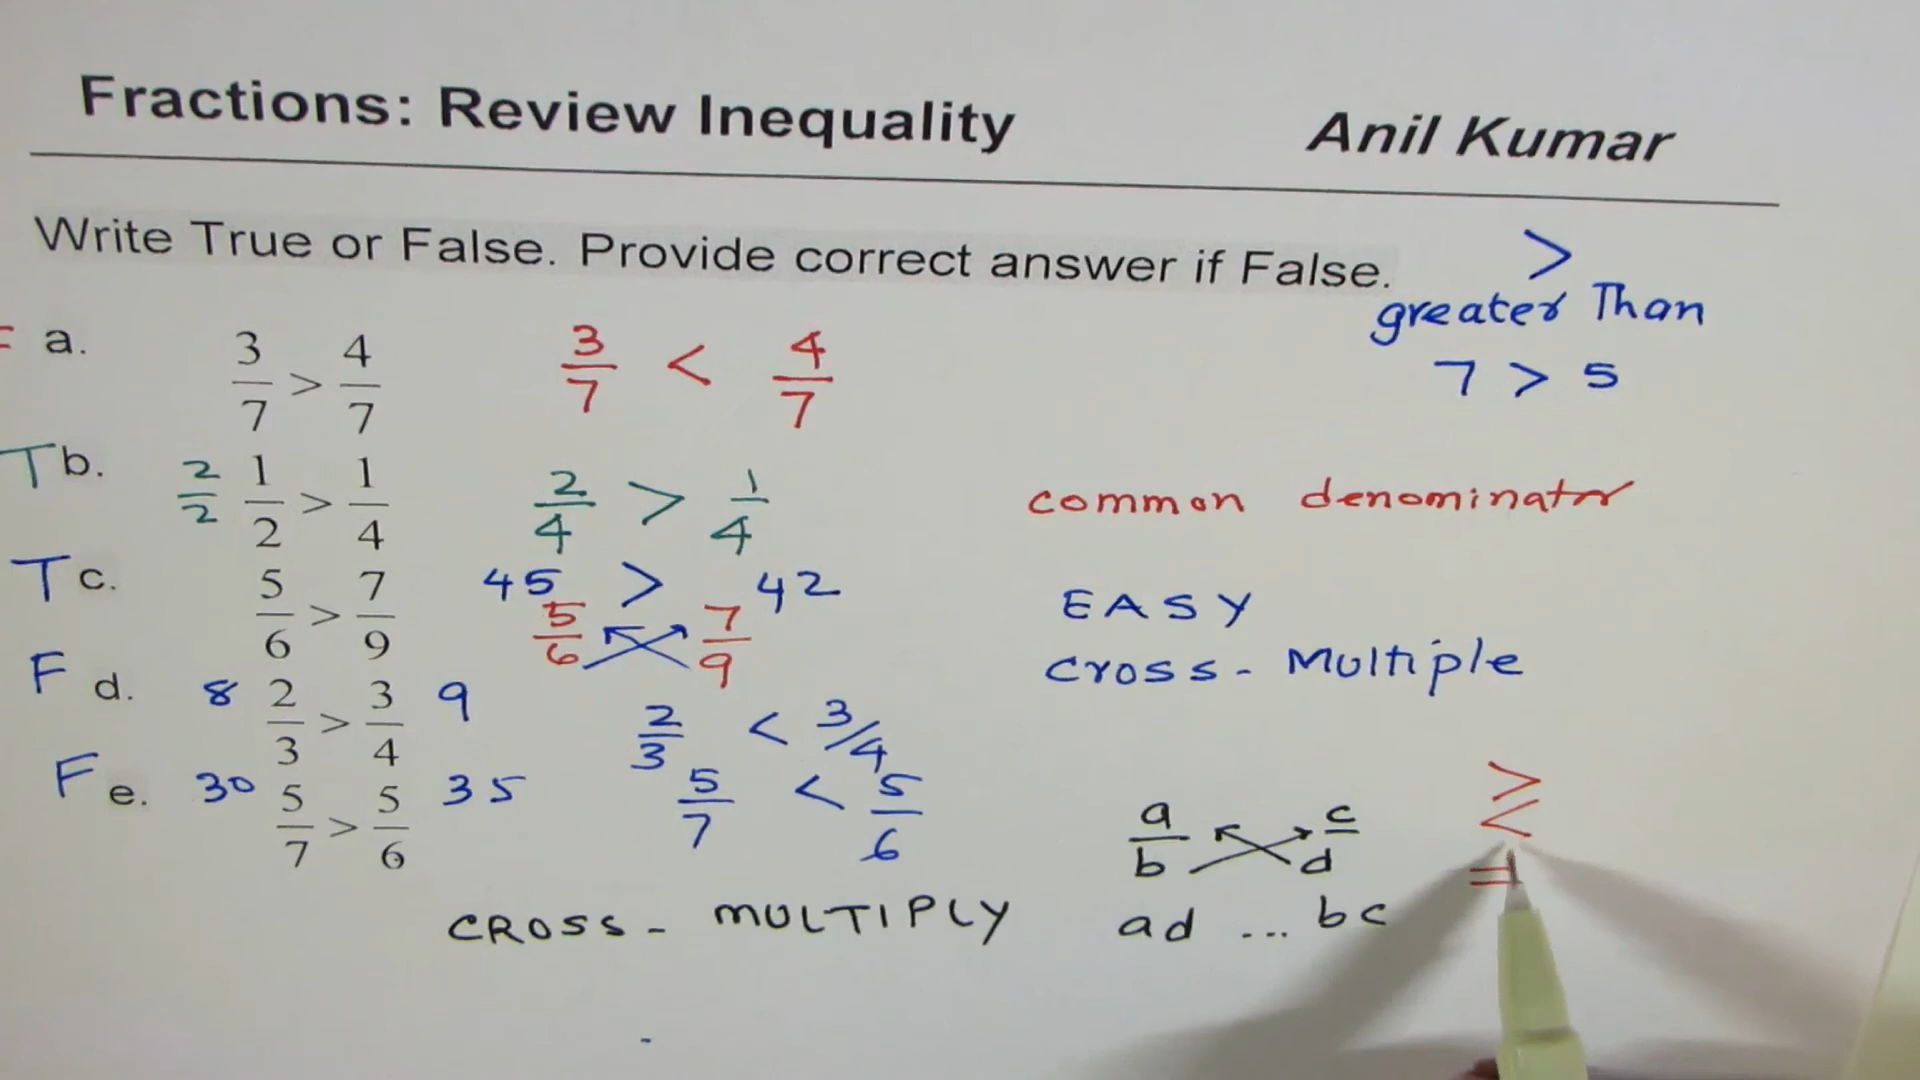 Fractions: Review Inequality Anil Kumar
Write True or False. Provide correct answer if False.
>
greater Than
7 > 5
a. 3/7 > 4/7 3/7 < 4/7
T b. 2/2 1/2 > 1/4 2/4 > 1/4
common denominator
T c. 5/6 > 7/9 45 > 42
5/6 7/9
EASY
Cross - Multiple
F d. 8 2/3 > 3/4 9 2/3 < 3/4
F e. 30 5/7 > 5/6 35 5/7 < 5/6
CROSS - MULTIPLY
a/b c/d
ad ... bc
>
<
=